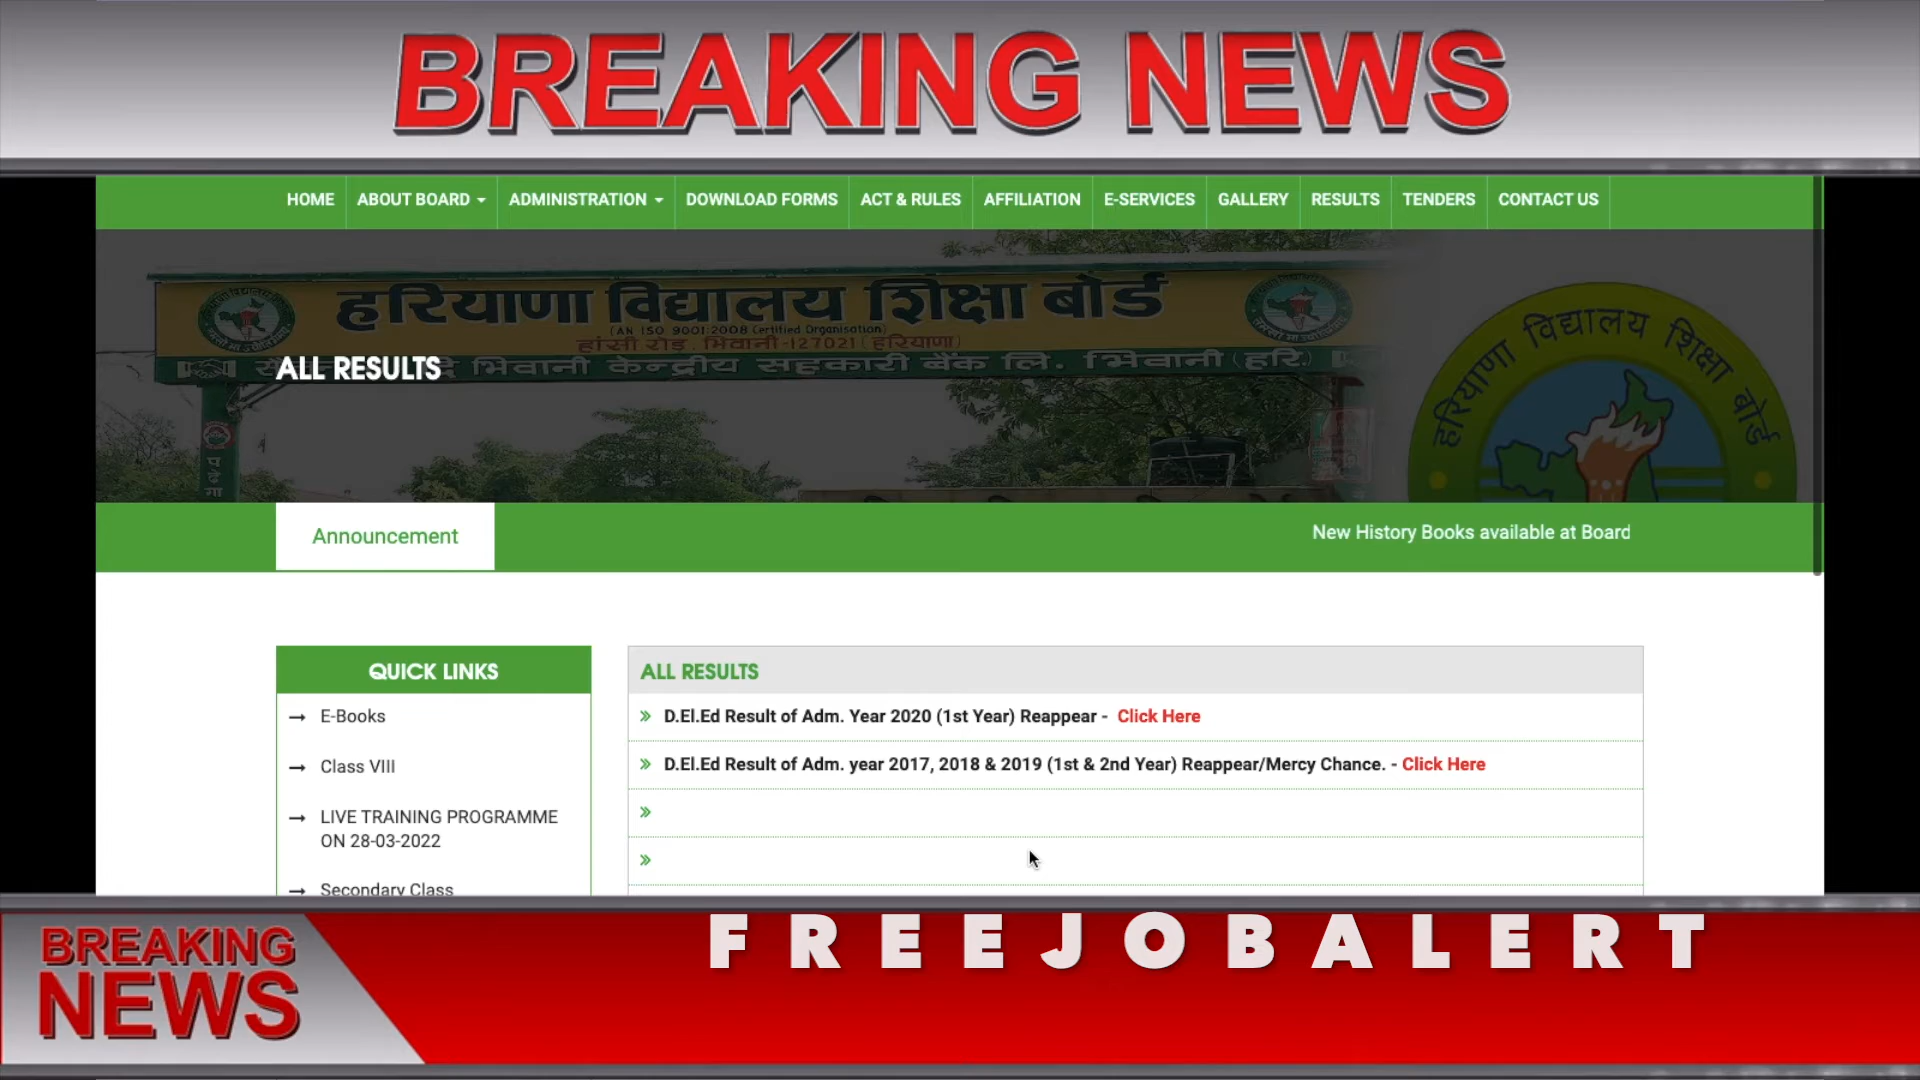 BREAKING NEWS
HOME ABOUT BOARD ADMINISTRATION DOWNLOAD FORMS ACT & RULES AFFILIATION E-SERVICES GALLERY RESULTS TENDERS CONTACT US
हरियाणा विद्यालय शिक्षा बोर्ड
(AN ISO 9001:2008 Certified Organisation)
हांसी रोड़, भिवानी-127021 (हरियाणा)
भिवानी केन्द्रीय सहकारी बैंक लि. भिवानी (हरि.)
ALL RESULTS
हरियाणा विद्यालय शिक्षा बोर्ड
Announcement
New History Books available at Board
QUICK LINKS
E-Books
Class VIII
LIVE TRAINING PROGRAMME
ON 28-03-2022
Secondary Class
ALL RESULTS
D.El.Ed Result of Adm. Year 2020 (1st Year) Reappear - Click Here
D.El.Ed Result of Adm. year 2017, 2018 & 2019 (1st & 2nd Year) Reappear/Mercy Chance. - Click Here
BREAKING
NEWS
FREEJOBALERT